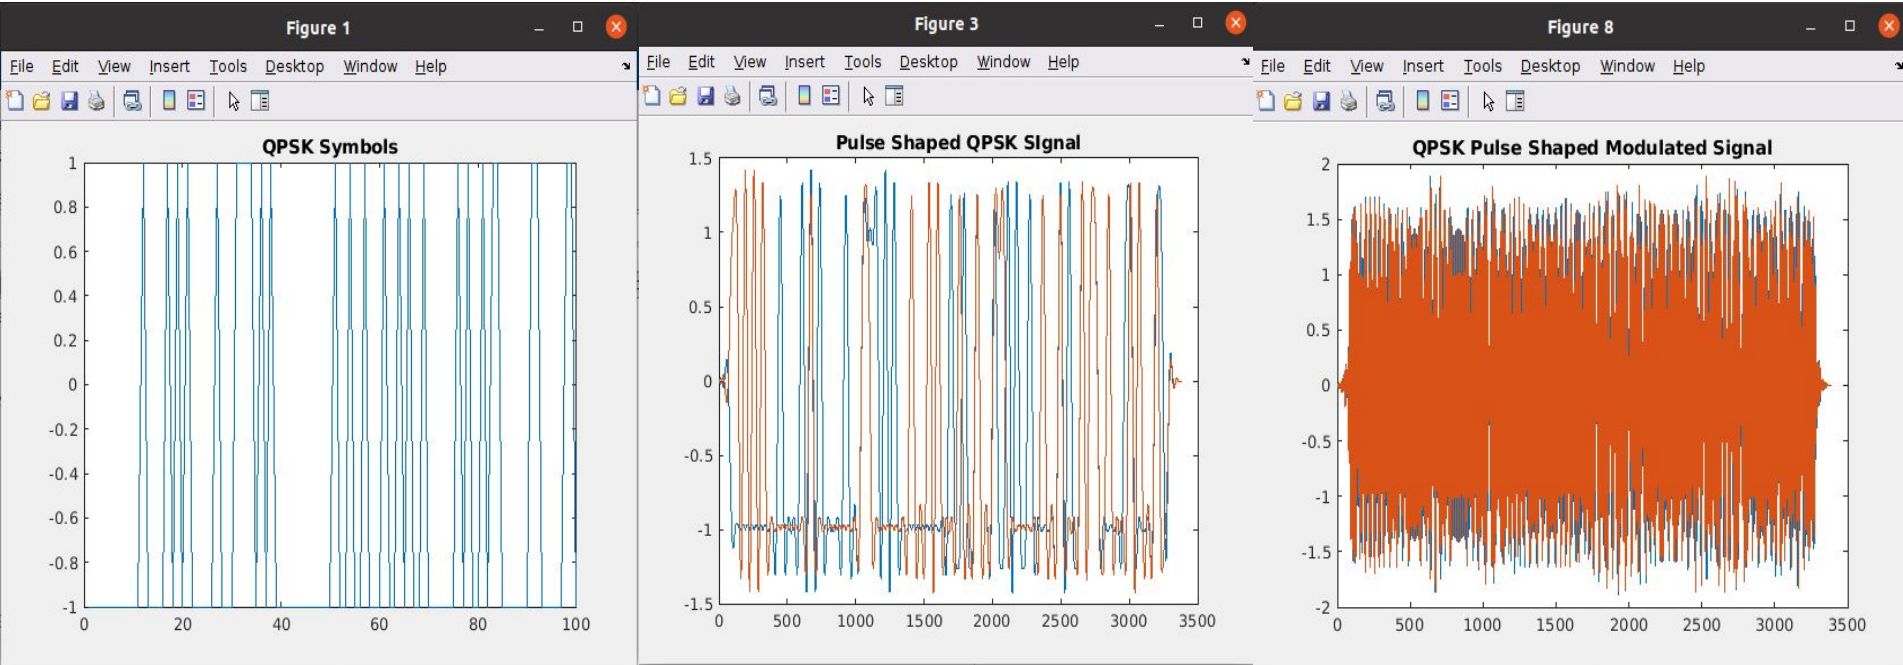 Figure 1
File Edit View Insert Tools Desktop Window Help
QPSK Symbols
1
0.8
0.6
0.4
0.2
0
-0.2
-0.4
-0.6
-0.8
-1
0 20 40 60 80 100
Figure 3
File Edit View Insert Tools Desktop Window Help
Pulse Shaped QPSK SIgnal
1.5
1
0.5
0
-0.5
-1
-1.5
0 500 1000 1500 2000 2500 3000 3500
Figure 8
File Edit View Insert Tools Desktop Window Help
QPSK Pulse Shaped Modulated Signal
2
1.5
1
0.5
0
-0.5
-1
-1.5
-2
0 500 1000 1500 2000 2500 3000 3500